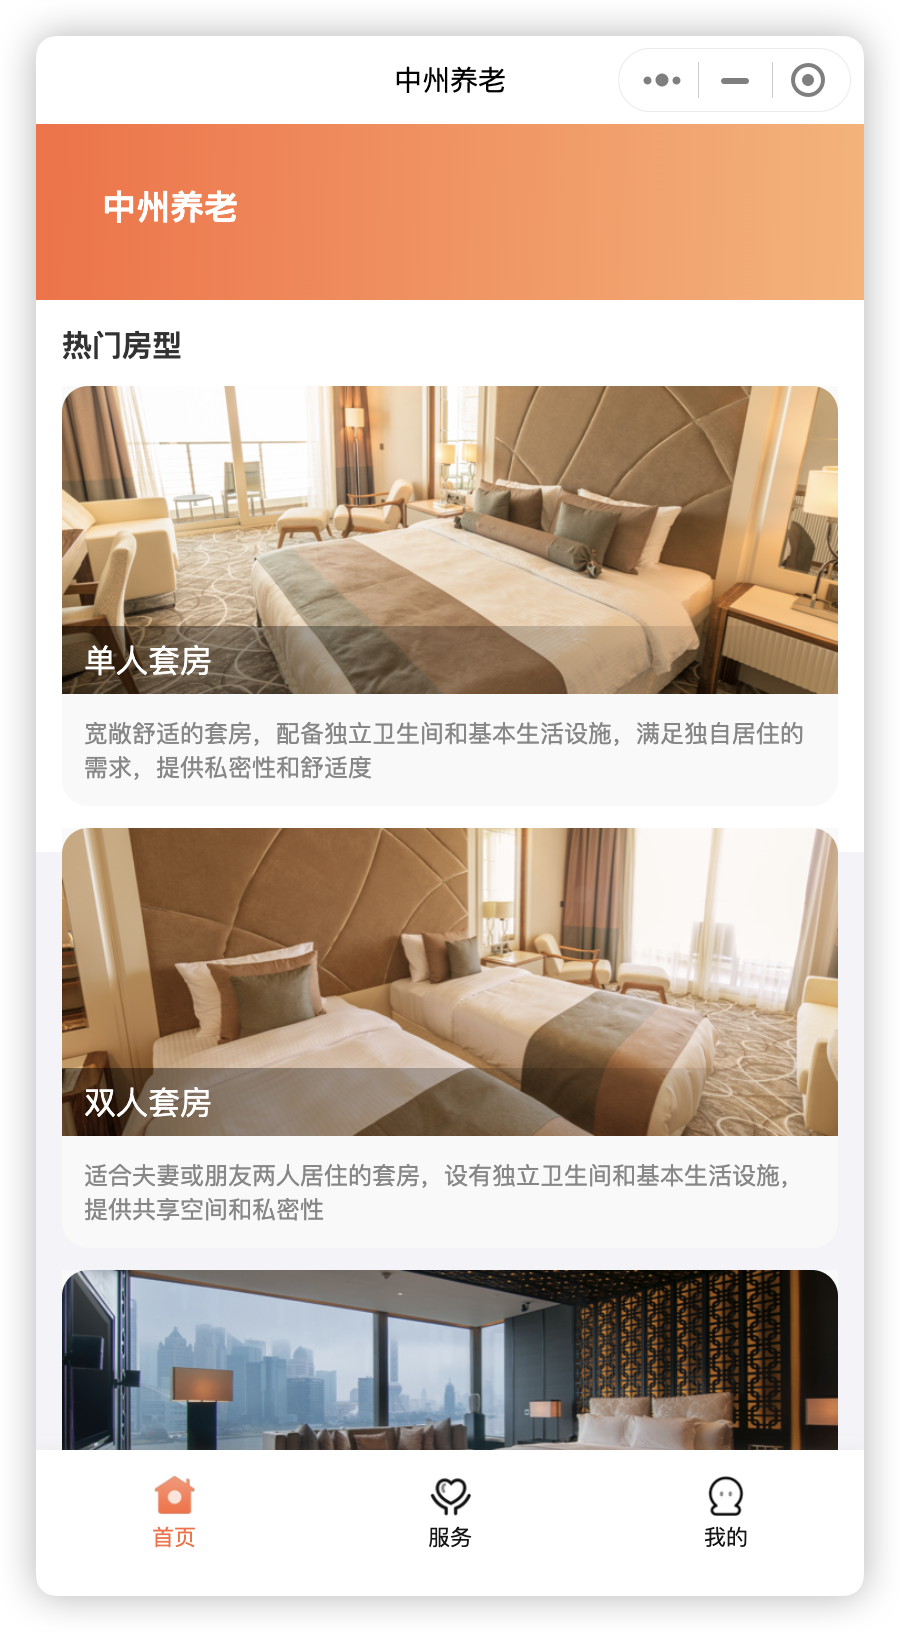 中州养老
中州养老
热门房型
单人套房
宽敞舒适的套房，配备独立卫生间和基本生活设施，满足独自居住的
需求，提供私密性和舒适度
双人套房
适合夫妻或朋友两人居住的套房，设有独立卫生间和基本生活设施，
提供共享空间和私密性
首页
服务
我的